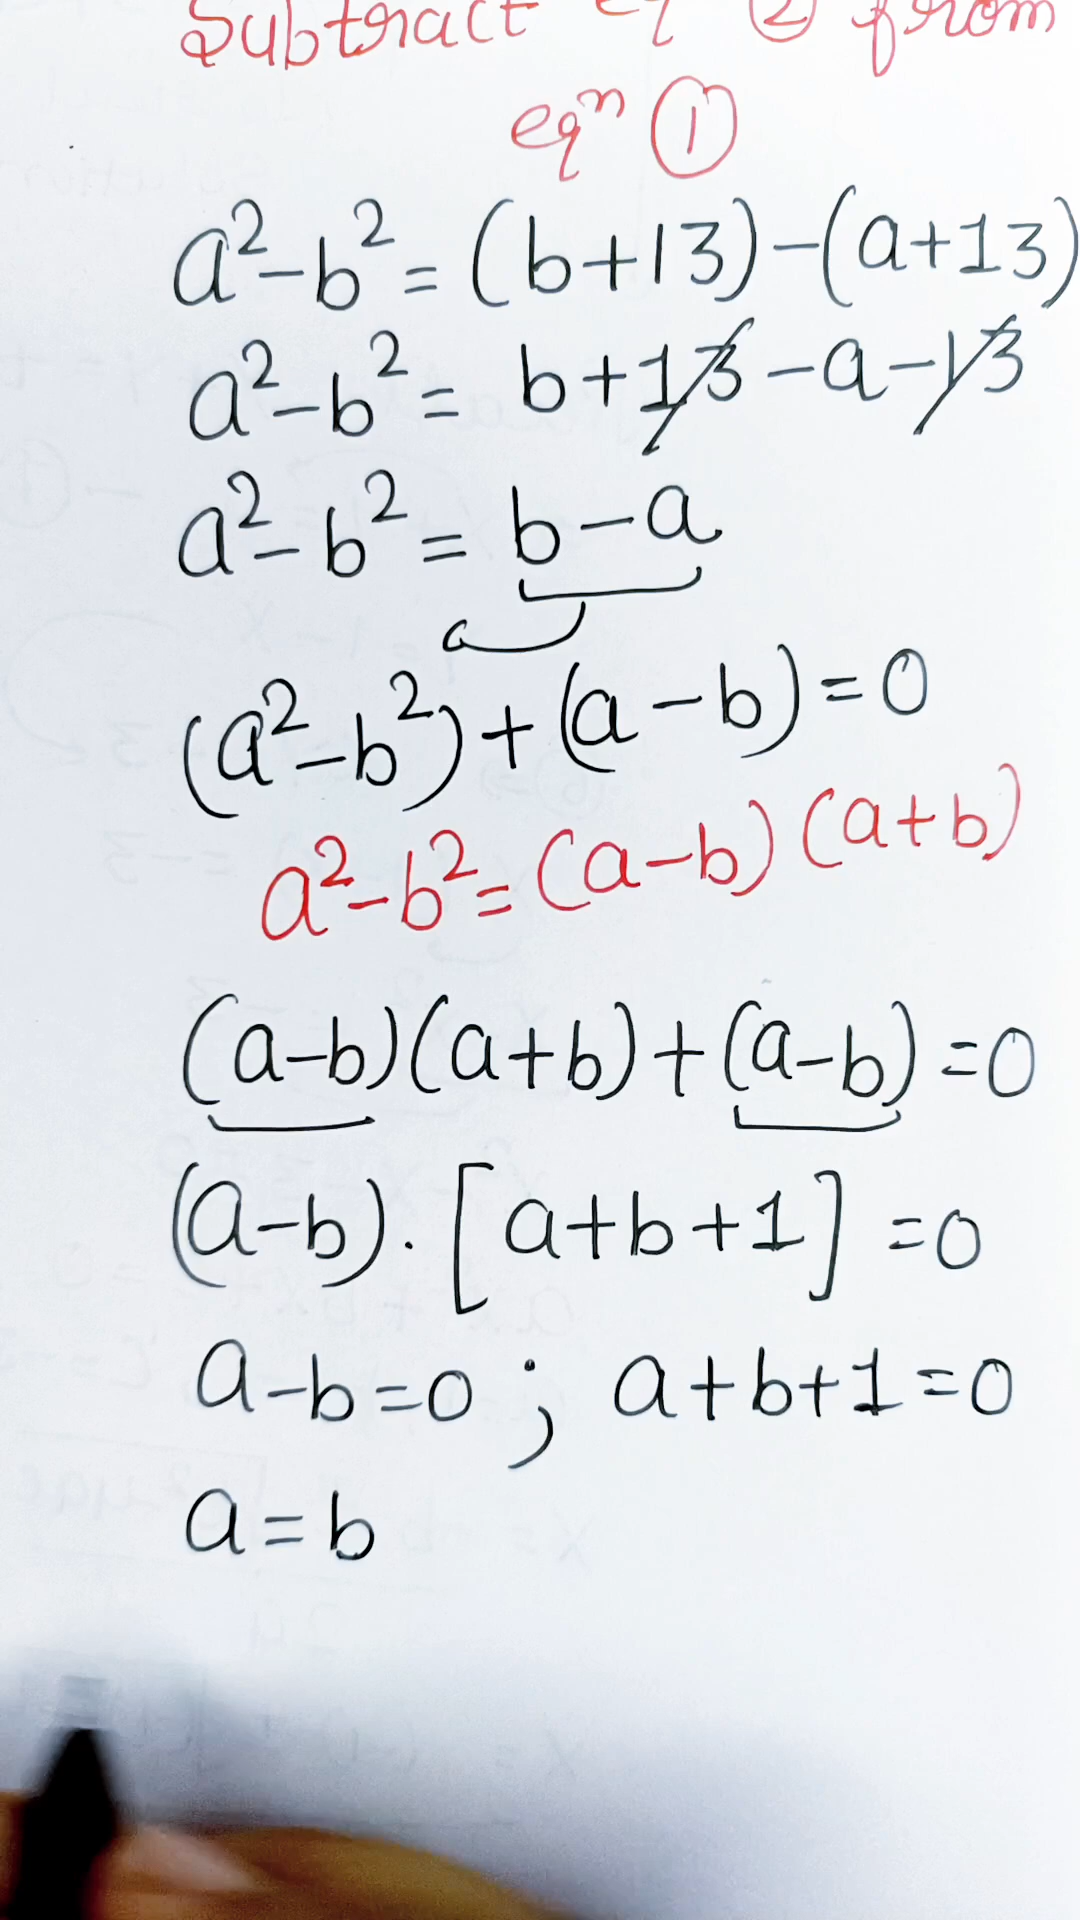 Subtract eq ② from
eqⁿ ①
a²-b² = (b+13)-(a+13)
a²-b² = b+13-a-13
a²-b² = b-a
(a²-b²)+(a-b)=0
a²-b²=(a-b)(a+b)
(a-b)(a+b)+(a-b)=0
(a-b).[a+b+1]=0
a-b=0 ; a+b+1=0
a=b